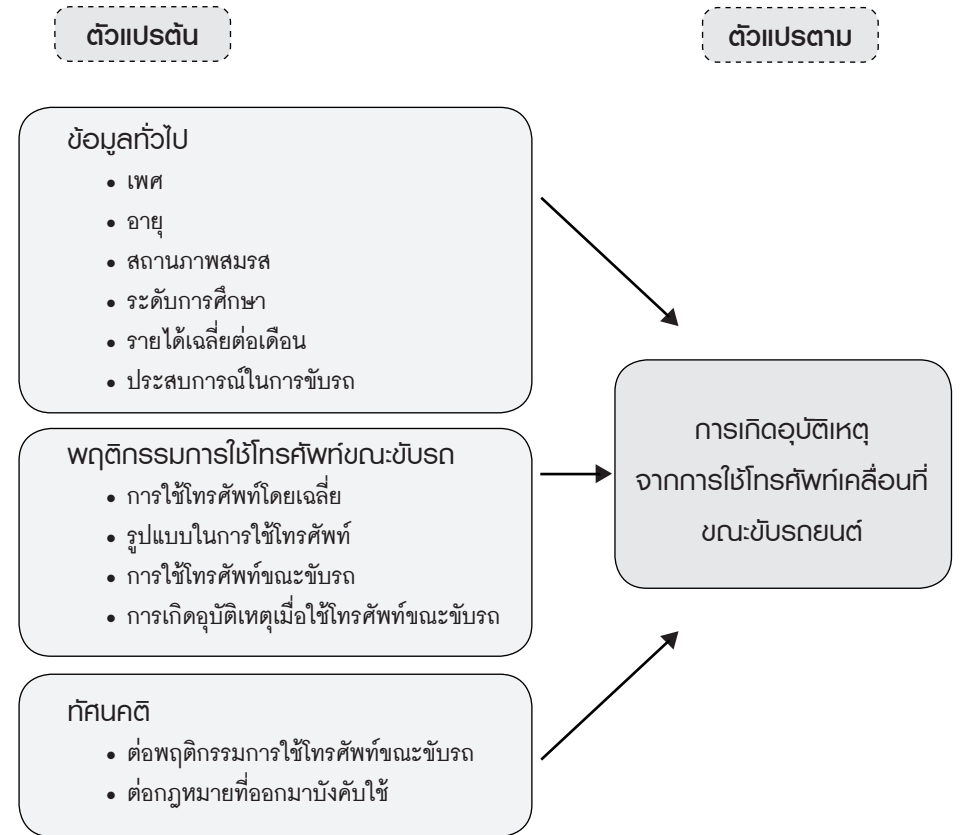 ตัวแปรต้น
ตัวแปรตาม
ข้อมูลทั่วไป
• เพศ
• อายุ
• สถานภาพสมรส
• ระดับการศึกษา
• รายได้เฉลี่ยต่อเดือน
• ประสบการณ์ในการขับรถ
พฤติกรรมการใช้โทรศัพท์ขณะขับรถ
• การใช้โทรศัพท์โดยเฉลี่ย
• รูปแบบในการใช้โทรศัพท์
• การใช้โทรศัพท์ขณะขับรถ
• การเกิดอุบัติเหตุเมื่อใช้โทรศัพท์ขณะขับรถ
ทัศนคติ
• ต่อพฤติกรรมการใช้โทรศัพท์ขณะขับรถ
• ต่อกฎหมายที่ออกมาบังคับใช้
การเกิดอุบัติเหตุ
จากการใช้โทรศัพท์เคลื่อนที่
ขณะขับรถยนต์